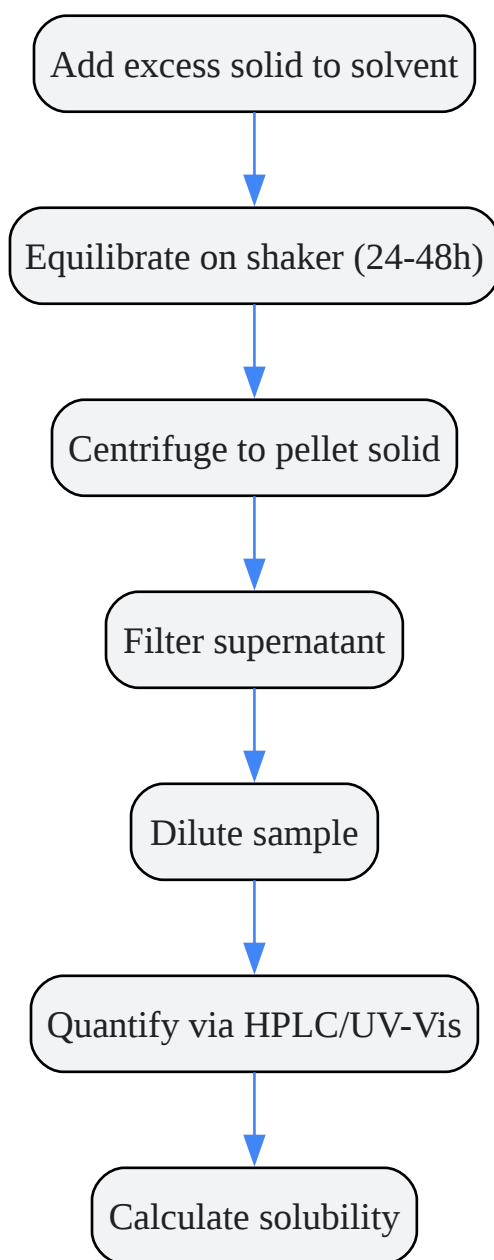 Add excess solid to solvent
Equilibrate on shaker (24-48h)
Centrifuge to pellet solid
Filter supernatant
Dilute sample
Quantify via HPLC/UV-Vis
Calculate solubility